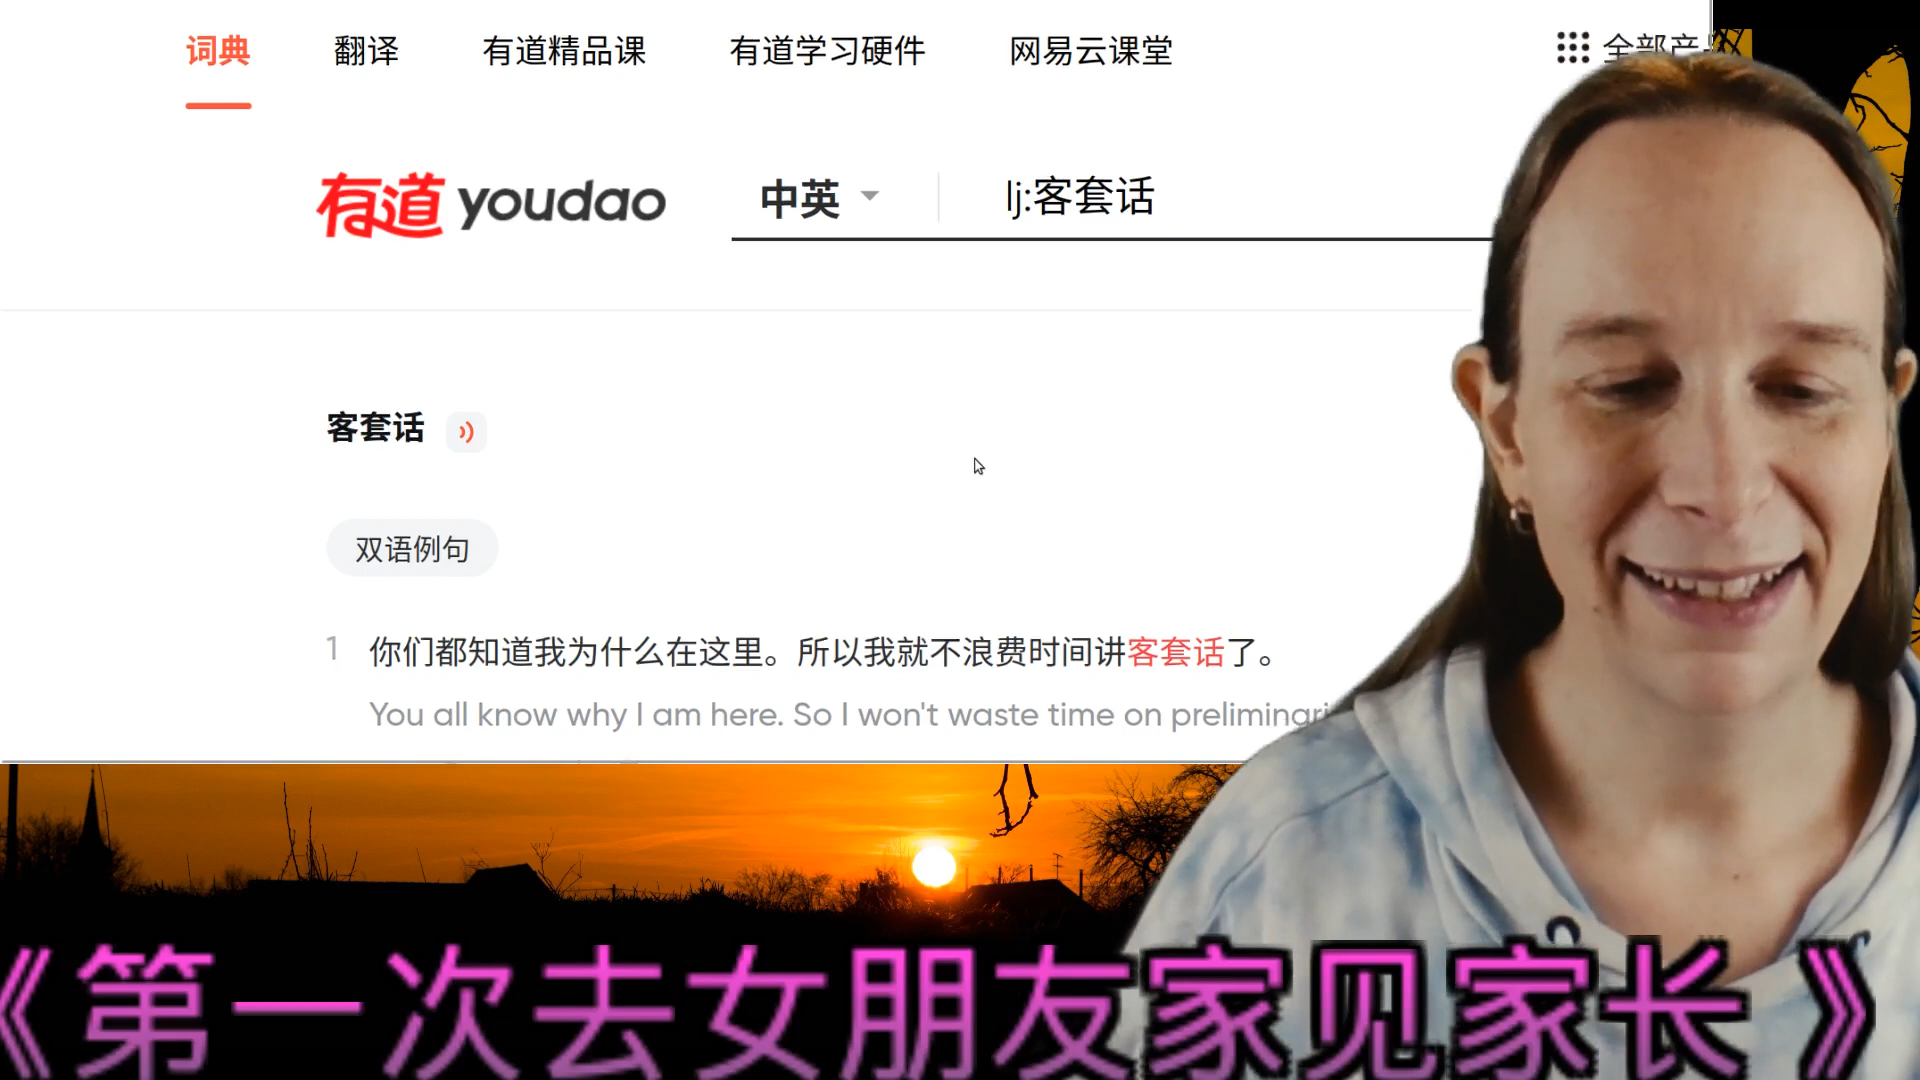 词典 翻译 有道精品课 有道学习硬件 网易云课堂 全部产品
有道 youdao 中英 lj:客套话
客套话
双语例句
1 你们都知道我为什么在这里。所以我就不浪费时间讲客套话了。
You all know why I am here. So I won't waste time on
《第一次去女朋友家见家长》